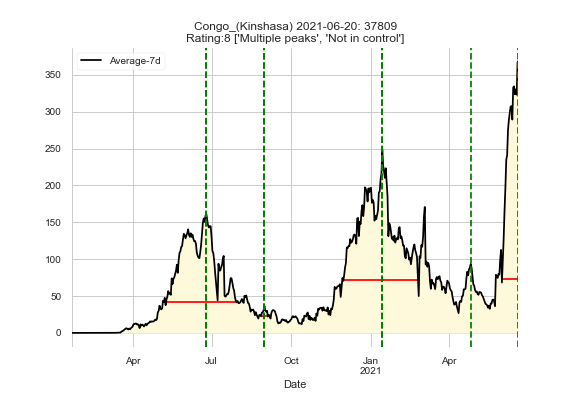 Congo_(Kinshasa) 2021-06-20: 37809
Rating:8 ['Multiple peaks', 'Not in control']
Average-7d
350
300
250
200
150
100
50
0
Apr
Jul
Oct
Jan
2021
Apr
Date